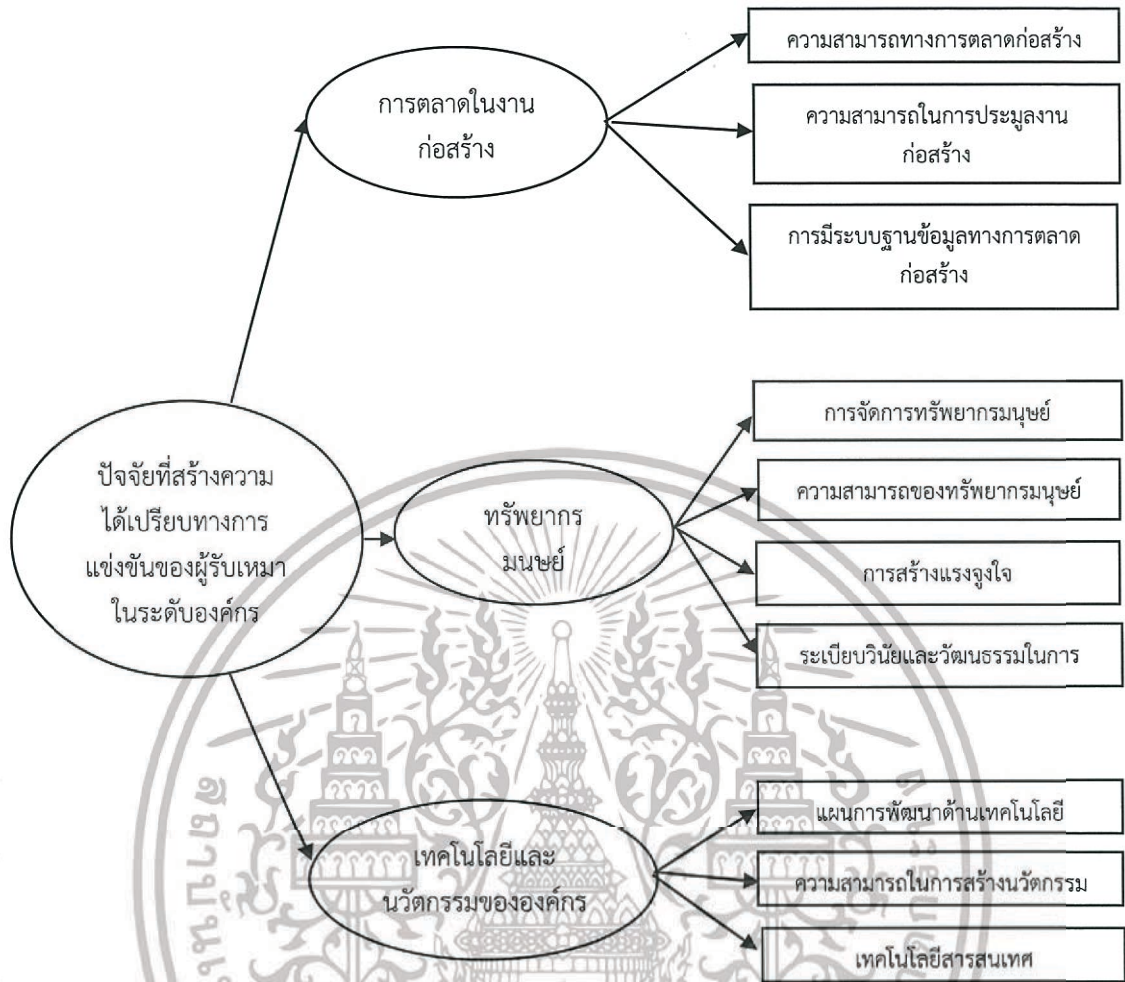 ความสามารถทางการตลาดก่อสร้าง
การตลาดในงาน
ก่อสร้าง
ความสามารถในการประมูลงาน
ก่อสร้าง
การมีระบบฐานข้อมูลทางการตลาด
ก่อสร้าง
ปัจจัยที่สร้างความ
ได้เปรียบทางการ
แข่งขันของผู้รับเหมา
ในระดับองค์กร
ทรัพยากร
มนษย์
การจัดการทรัพยากรมนุษย์
ความสามารถของทรัพยากรมนุษย์
การสร้างแรงจูงใจ
ระเบียบวินัยและวัฒนธรรมในการ
เทคโนโลยีและ
นวัตกรรมขององค์กร
แผนการพัฒนาด้านเทคโนโลยี
ความสามารถในการสร้างนวัตกรรม
เทคโนโลยีสารสนเทศ